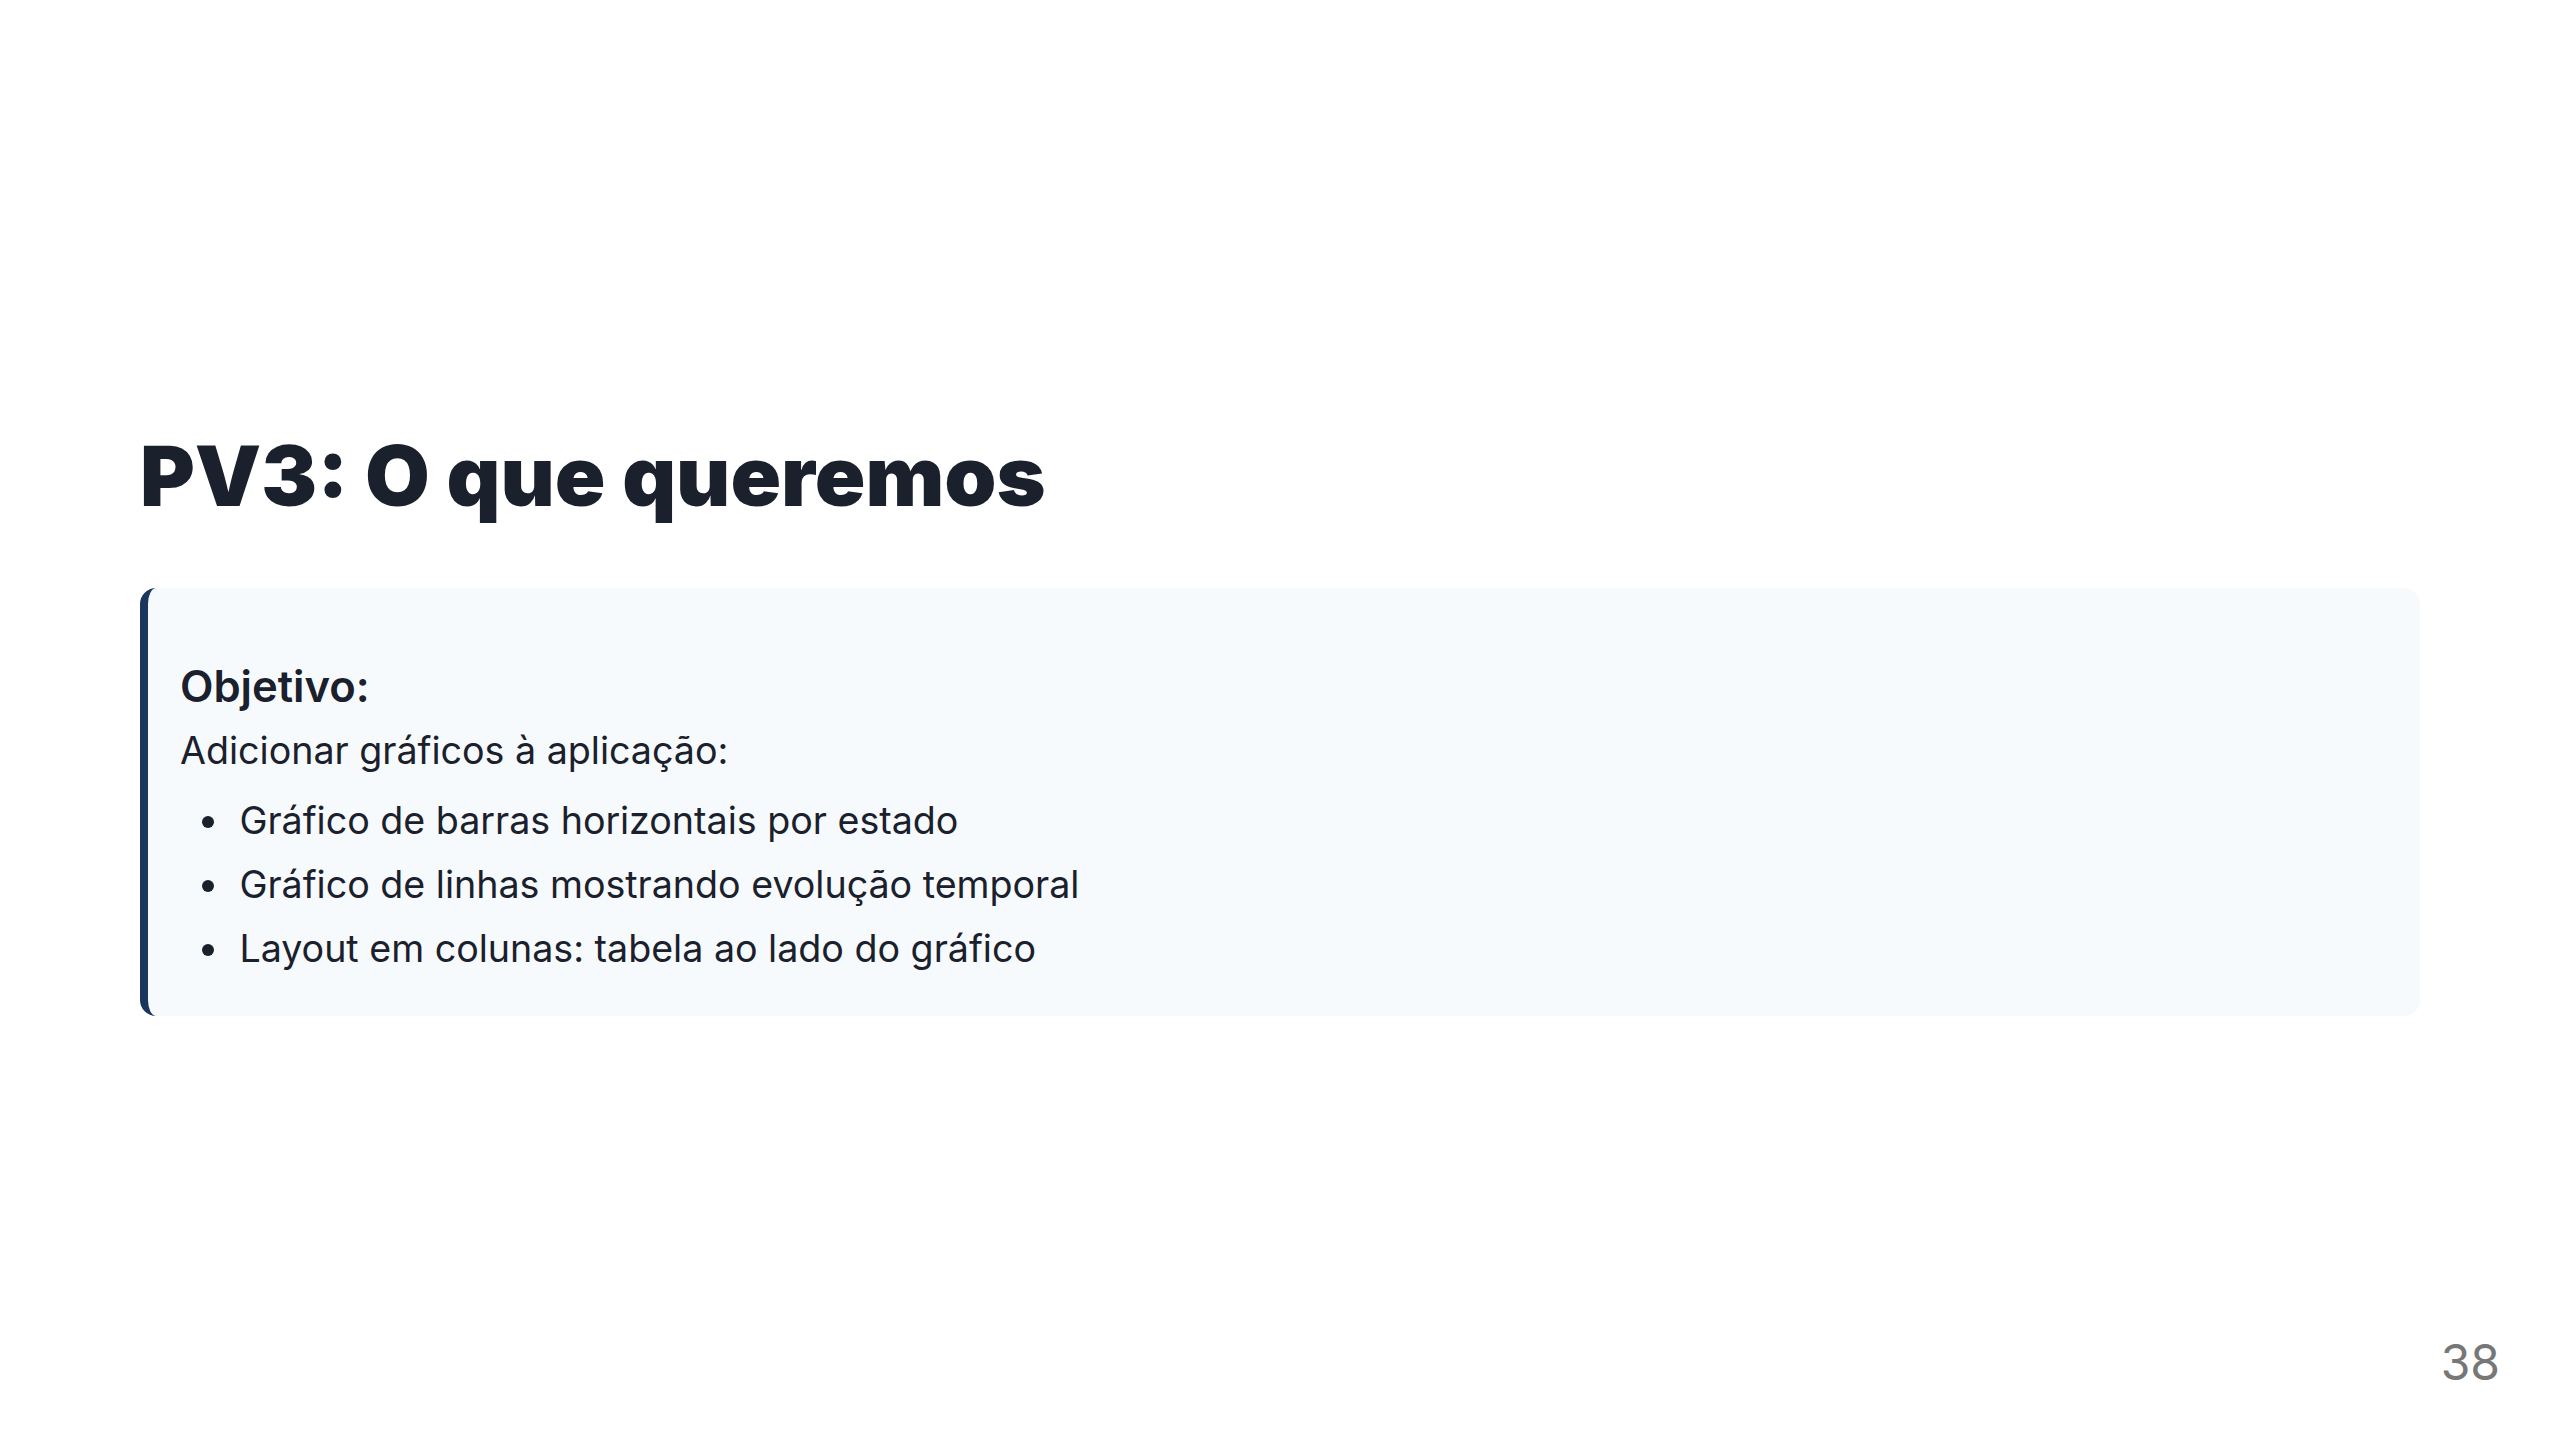 PV3: O que queremos
Objetivo:
Adicionar gráficos à aplicação:
• Gráfico de barras horizontais por estado
• Gráfico de linhas mostrando evolução temporal
• Layout em colunas: tabela ao lado do gráfico
38